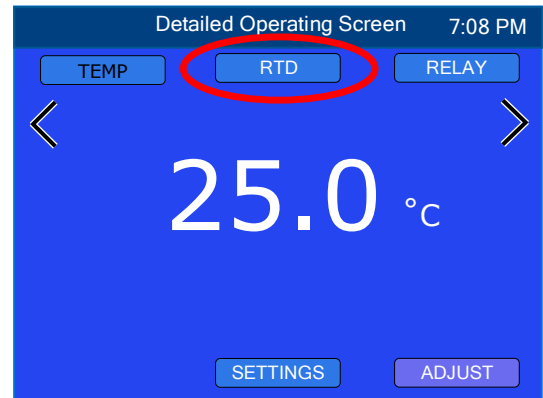 Detailed Operating Screen 7:08 PM
TEMP RTD RELAY
25.0 °C
SETTINGS ADJUST